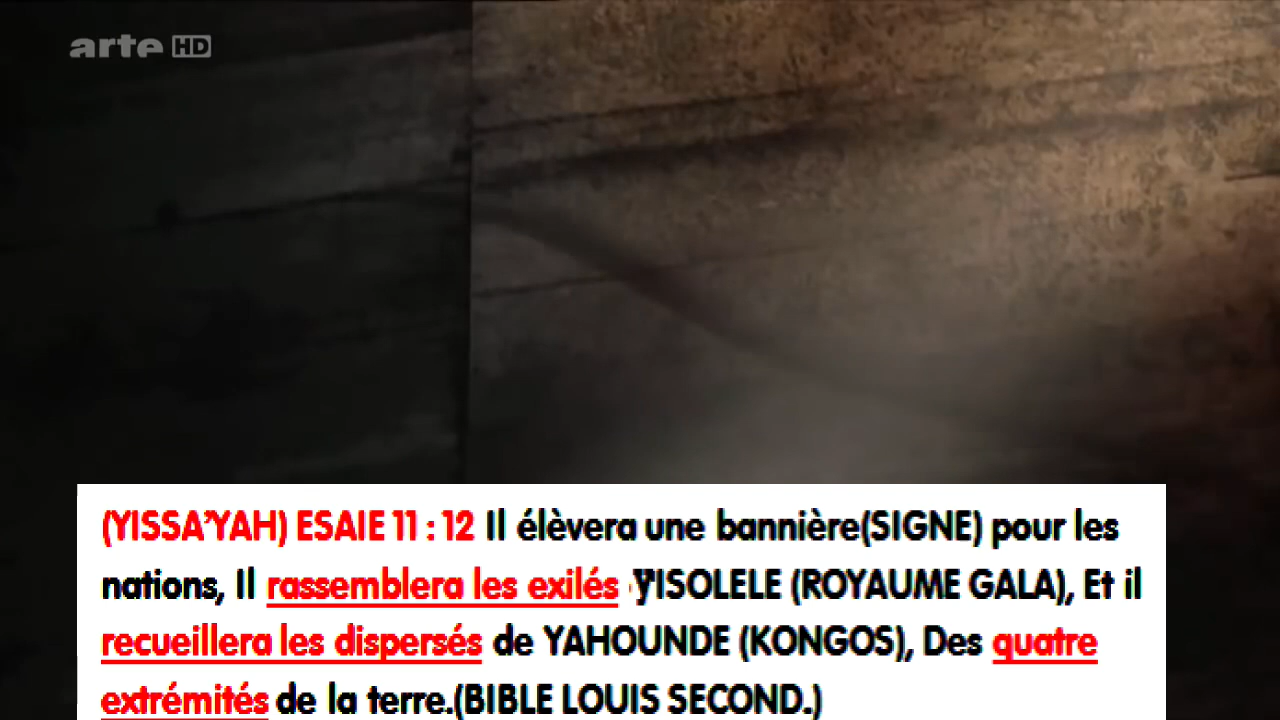 arte HD
(YISSA'YAH) ESAIE 11 : 12 Il élèvera une bannière(SIGNE) pour les
nations, Il rassemblera les exilés YISOLELE (ROYAUME GALA), Et il
recueillera les dispersés de YAHOUNDE (KONGOS), Des quatre
extrémités de la terre.(BIBLE LOUIS SECOND.)